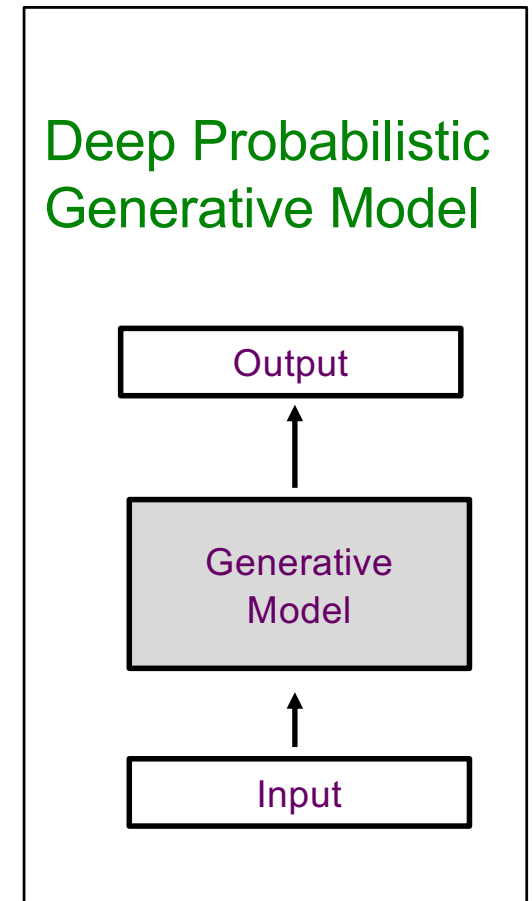 Deep Probabilistic
Generative Model
Output
Generative
Model
Input